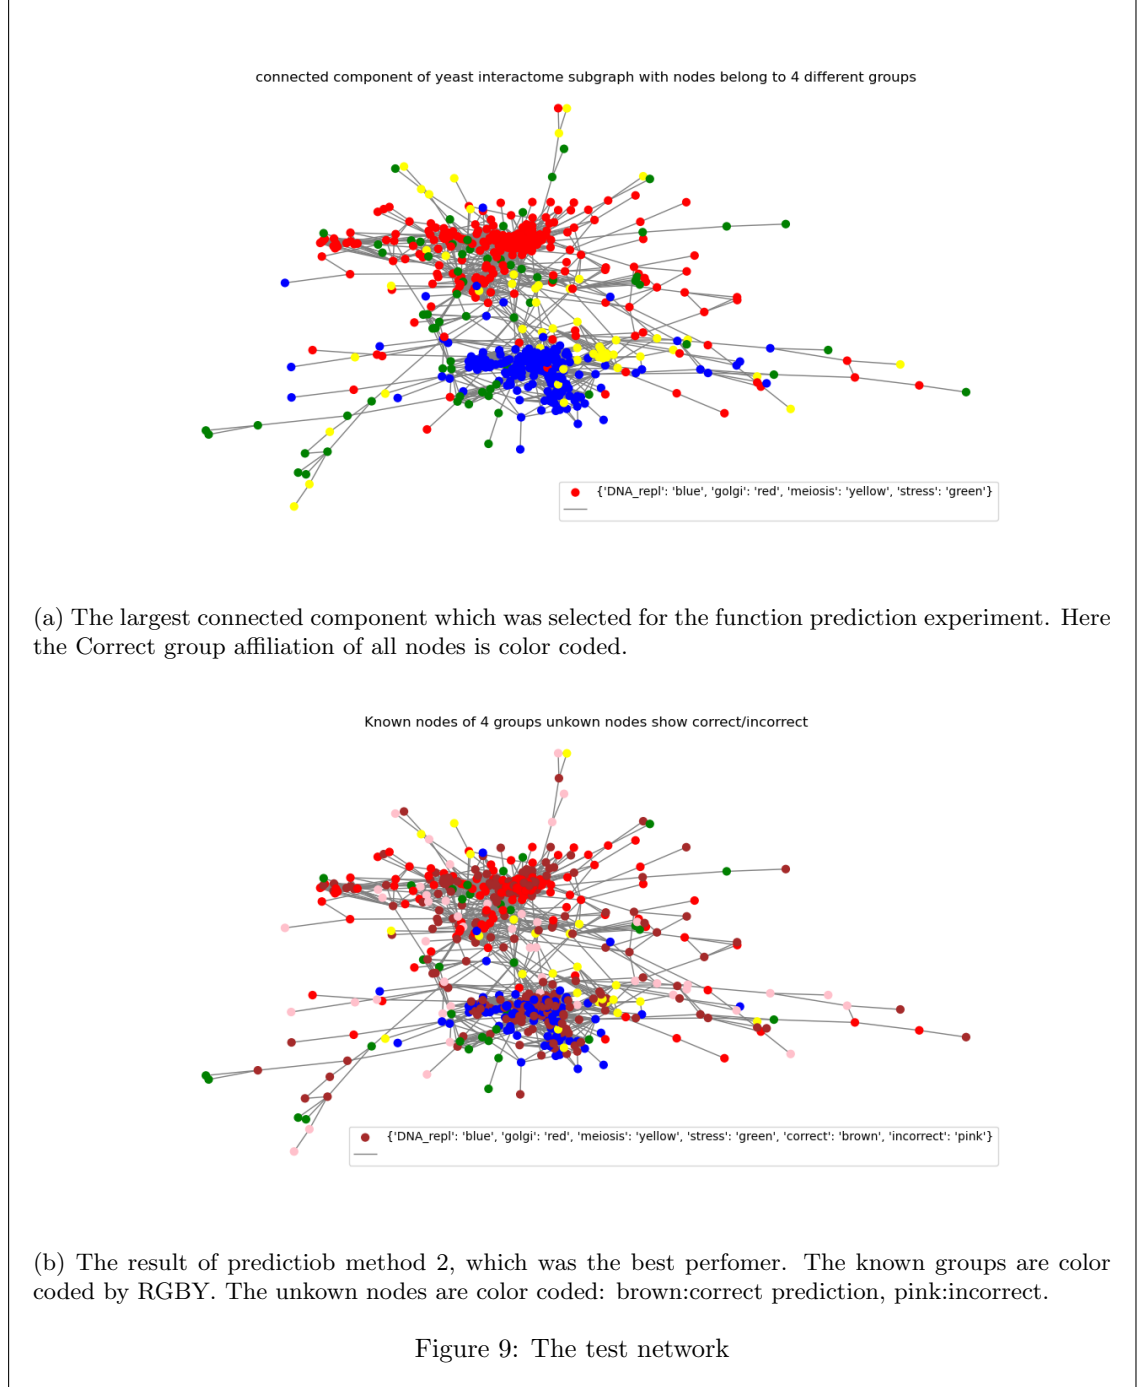 connected component of yeast interactome subgraph with nodes belong to 4 different groups
{'DNA_repl': 'blue', 'golgi': 'red', 'meiosis': 'yellow', 'stress': 'green'}
(a) The largest connected component which was selected for the function prediction experiment. Here
the Correct group affiliation of all nodes is color coded.
Known nodes of 4 groups unkown nodes show correct/incorrect
{'DNA_repl': 'blue', 'golgi': 'red', 'meiosis': 'yellow', 'stress': 'green', 'correct': 'brown', 'incorrect': 'pink'}
(b) The result of predictiob method 2, which was the best perfomer. The known groups are color
coded by RGBY. The unkown nodes are color coded: brown:correct prediction, pink:incorrect.
Figure 9: The test network